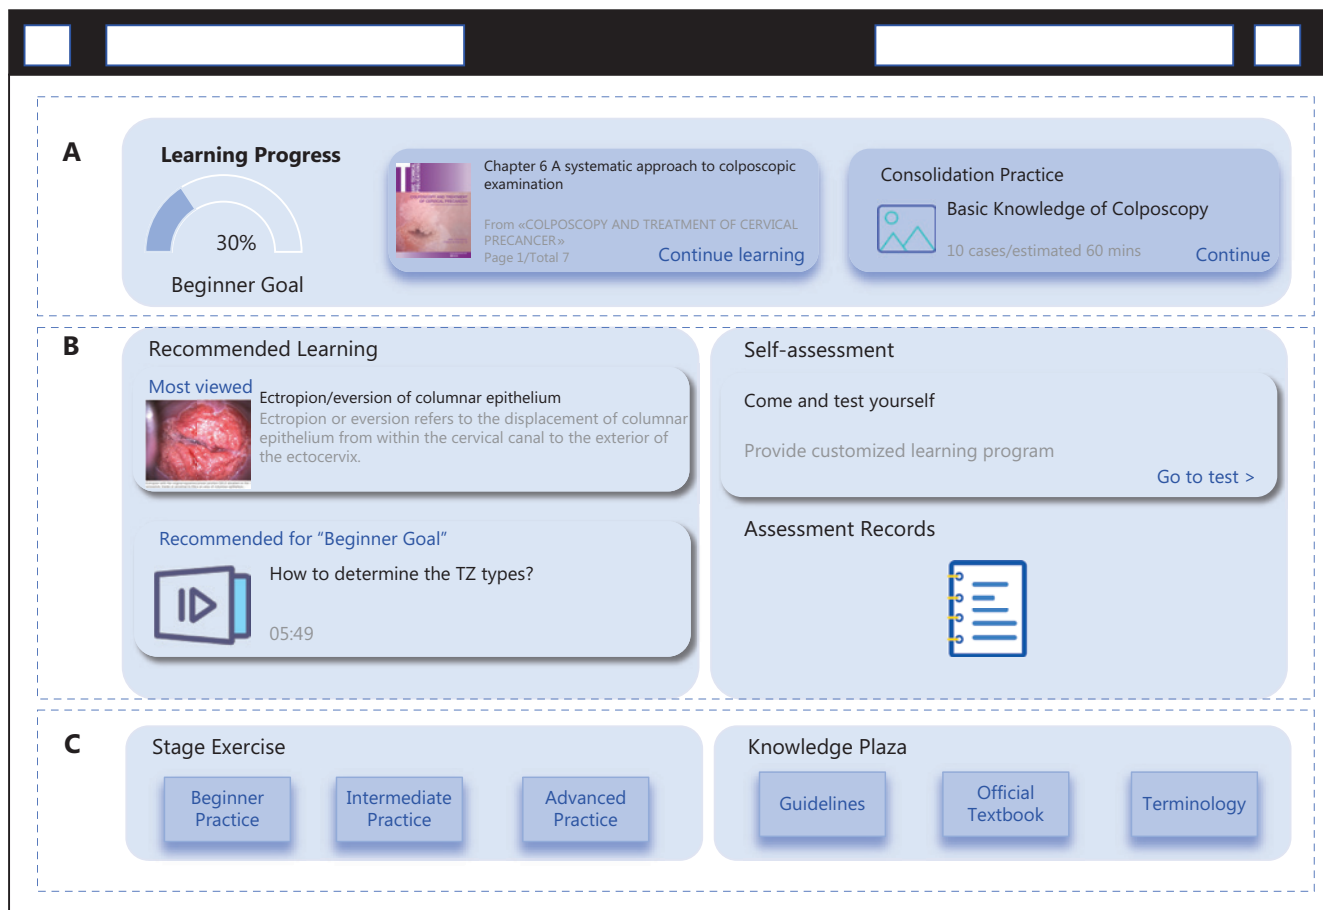 A
Learning Progress
30%
Beginner Goal
Chapter 6 A systematic approach to colposcopic
examination
From «COLPOSCOPY AND TREATMENT OF CERVICAL
PRECANCER»
Page 1/Total 7
Continue learning
Consolidation Practice
Basic Knowledge of Colposcopy
10 cases/estimated 60 mins
Continue
B
Recommended Learning
Most viewed
Ectropion/eversion of columnar epithelium
Ectropion or eversion refers to the displacement of columnar
epithelium from within the cervical canal to the exterior of
the ectocervix.
Recommended for “Beginner Goal”
How to determine the TZ types?
05:49
Self-assessment
Come and test yourself
Provide customized learning program
Go to test >
Assessment Records
C
Stage Exercise
Beginner
Practice
Intermediate
Practice
Advanced
Practice
Knowledge Plaza
Guidelines
Official
Textbook
Terminology